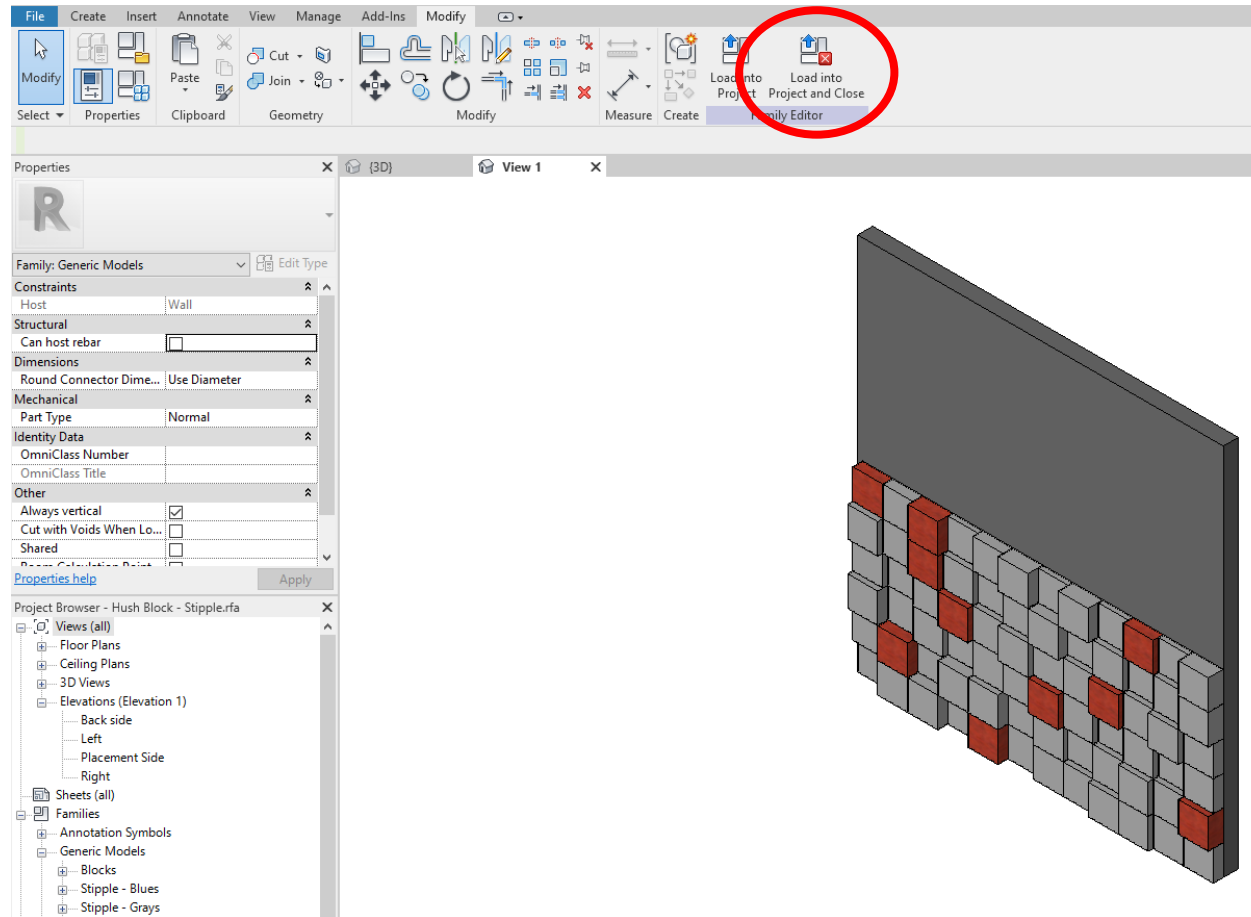 File Create Insert Annotate View Manage Add-Ins Modify
Modify
Paste
Cut
Join
Load into Project
Load into Project and Close
Select Properties Clipboard Geometry Modify Measure Create Family Editor
Properties
{3D} View 1
R
Family: Generic Models Edit Type
Constraints
Host Wall
Structural
Can host rebar
Dimensions
Round Connector Dime... Use Diameter
Mechanical
Part Type Normal
Identity Data
OmniClass Number
OmniClass Title
Other
Always vertical
Cut with Voids When Lo...
Shared
Properties help Apply
Project Browser - Hush Block - Stipple.rfa
Views (all)
Floor Plans
Ceiling Plans
3D Views
Elevations (Elevation 1)
Back side
Left
Placement Side
Right
Sheets (all)
Families
Annotation Symbols
Generic Models
Blocks
Stipple - Blues
Stipple - Grays